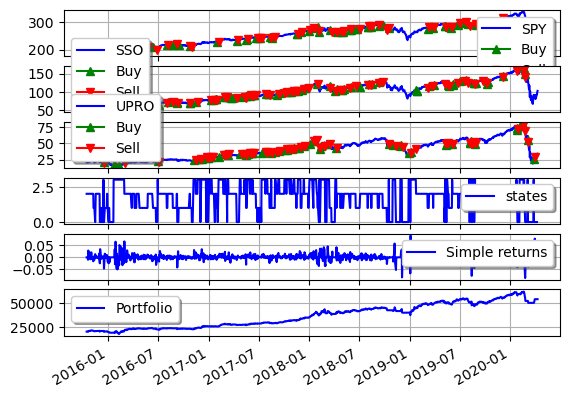 300
200
SPY
Buy
Sell
SSO
Buy
Sell
150
100
50
UPRO
Buy
Sell
75
50
25
2.5
0.0
states
0.05
0.00
−0.05
Simple returns
50000
25000
Portfolio
2016-01
2016-07
2017-01
2017-07
2018-01
2018-07
2019-01
2019-07
2020-01